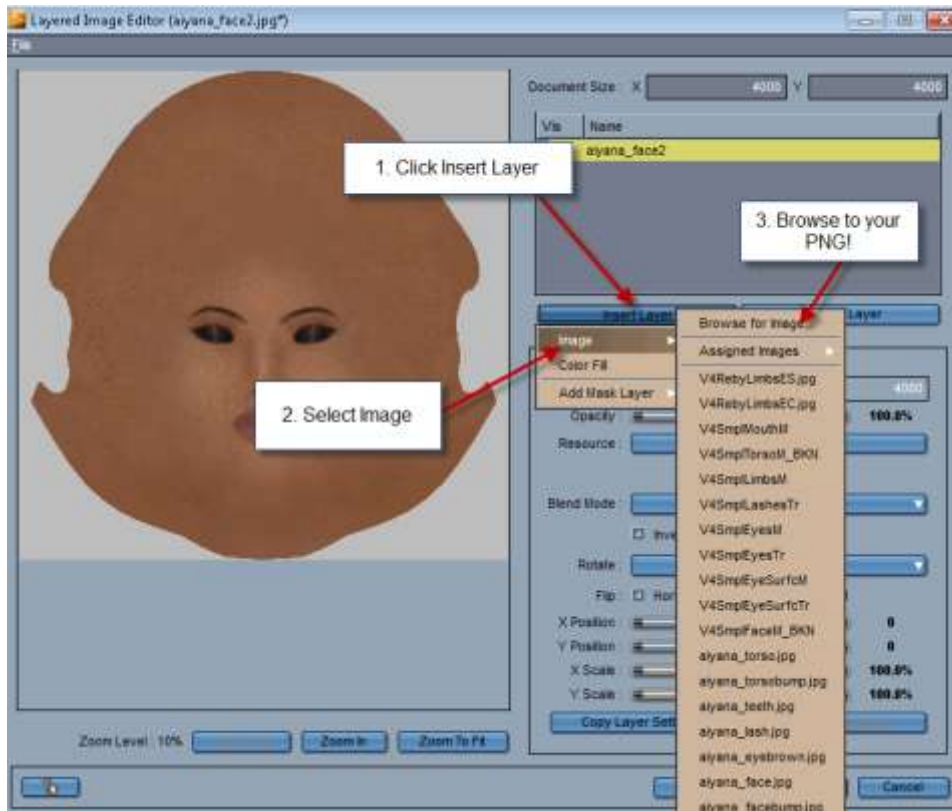 Layered Image Editor (aiyana_face2.jpg*)
File
Document Size : X 4000 Y 4000
Vis Name
aiyana_face2
1. Click Insert Layer
3. Browse to your
PNG!
Insert Layer
Layer
Image
Color Fill
Add Mask Layer
2. Select Image
Browse for Image...
Assigned Images
V4RebyLimbsES.jpg
V4RebyLimbsEC.jpg
V4SmplMouthM
V4SmplTorsoM_BKN
V4SmplLimbsM
V4SmplLashesTr
V4SmplEyesM
V4SmplEyesTr
V4SmplEyeSurfcM
V4SmplEyeSurfcTr
V4SmplFaceM_BKN
aiyana_torso.jpg
aiyana_torsobump.jpg
aiyana_teeth.jpg
aiyana_lash.jpg
aiyana_eyebrown.jpg
aiyana_face.jpg
aiyana_facebump.jpg
4000
Opacity : 100.0%
Resource :
Blend Mode :
Inve
Rotate :
Flip : Hor
X Position : 0
Y Position : 0
X Scale : 100.0%
Y Scale : 100.0%
Copy Layer Sett
Zoom Level : 10%
Zoom In
Zoom To Fit
Cancel